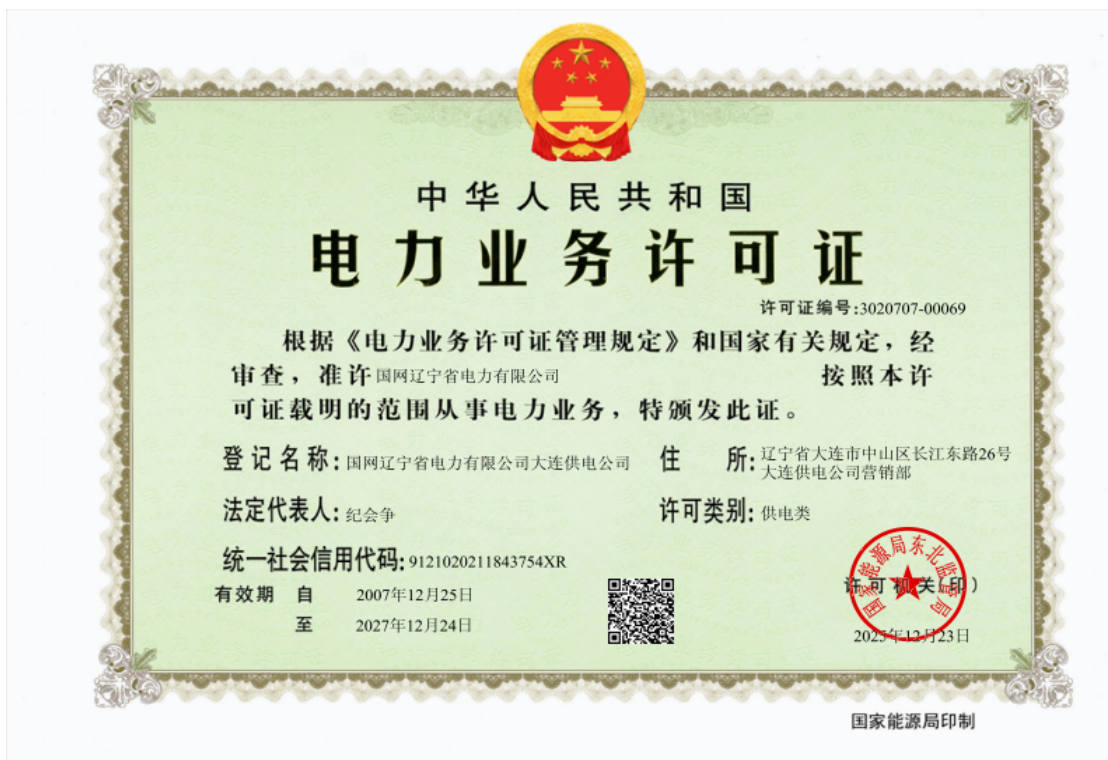 中华人民共和国
电力业务许可证
许可证编号:3020707-00069
根据《电力业务许可证管理规定》和国家有关规定，经
审查，准许 国网辽宁省电力有限公司 按照本许
可证载明的范围从事电力业务，特颁发此证。
登记名称: 国网辽宁省电力有限公司大连供电公司
住 所: 辽宁省大连市中山区长江东路26号
大连供电公司营销部
法定代表人: 纪会争
许可类别: 供电类
统一社会信用代码: 9121020211843754XR
有效期 自 2007年12月25日
至 2027年12月24日
国家能源局东北监管局
许可机关(印)
2025年12月23日
国家能源局印制